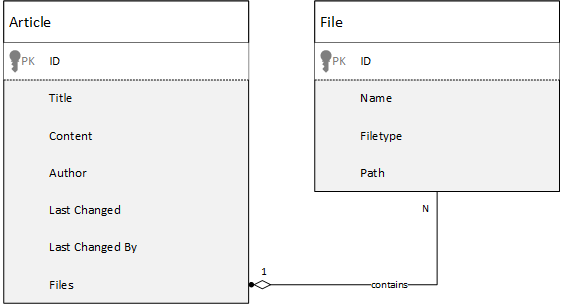 Article
PK ID
Title
Content
Author
Last Changed
Last Changed By
Files
File
PK ID
Name
Filetype
Path
N
1
contains